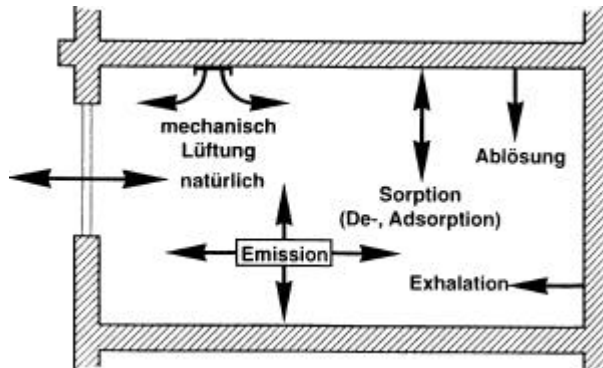 mechanisch
Lüftung
natürlich
Ablösung
Sorption
(De-, Adsorption)
Emission
Exhalation